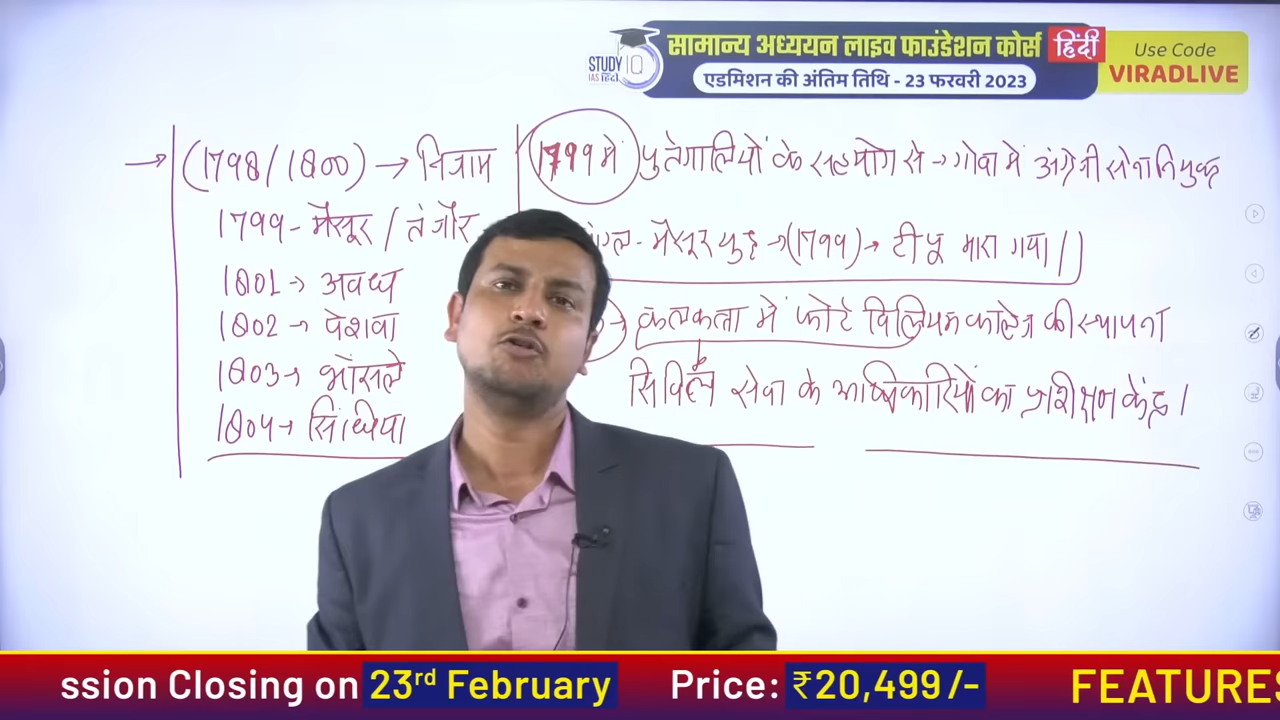 STUDY IQ
IAS हिंदी
सामान्य अध्ययन लाइव फाउंडेशन कोर्स हिंदी
एडमिशन की अंतिम तिथि - 23 फरवरी 2023
Use Code
VIRADLIVE
→ (1798/1800) → निजाम
1799 - मैसूर / तंजौर
1801 → अवध
1802 → पेशवा
1803 → भोंसले
1804 → सिंधिया
1799 में पुर्तगालियों के सहयोग से → गोवा में अंग्रेजी सेना नियुक्त
मैसूर युद्ध → (1799) → टीपू मारा गया /
→ कलकत्ता में फोर्ट विलियम कॉलेज की स्थापना
सिविल सेवा के अधिकारियों का प्रशिक्षण केंद्र ।
ssion Closing on 23rd February Price: ₹20,499/- FEATURES